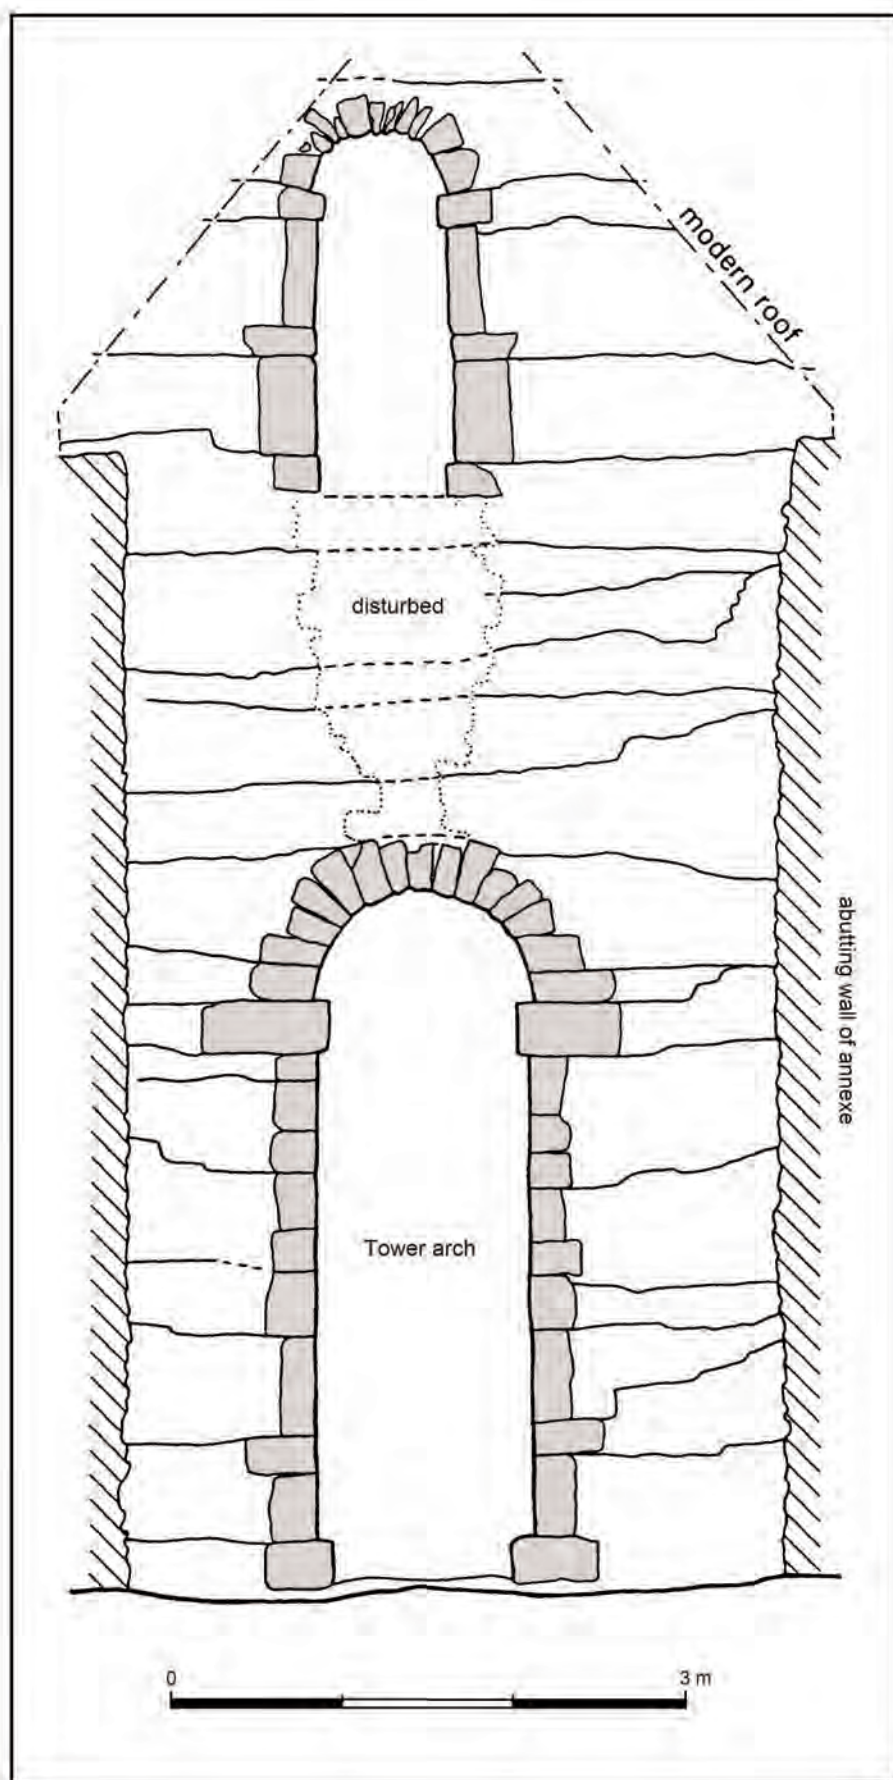 modern roof
disturbed
abutting wall of annexe
Tower arch
0
3 m